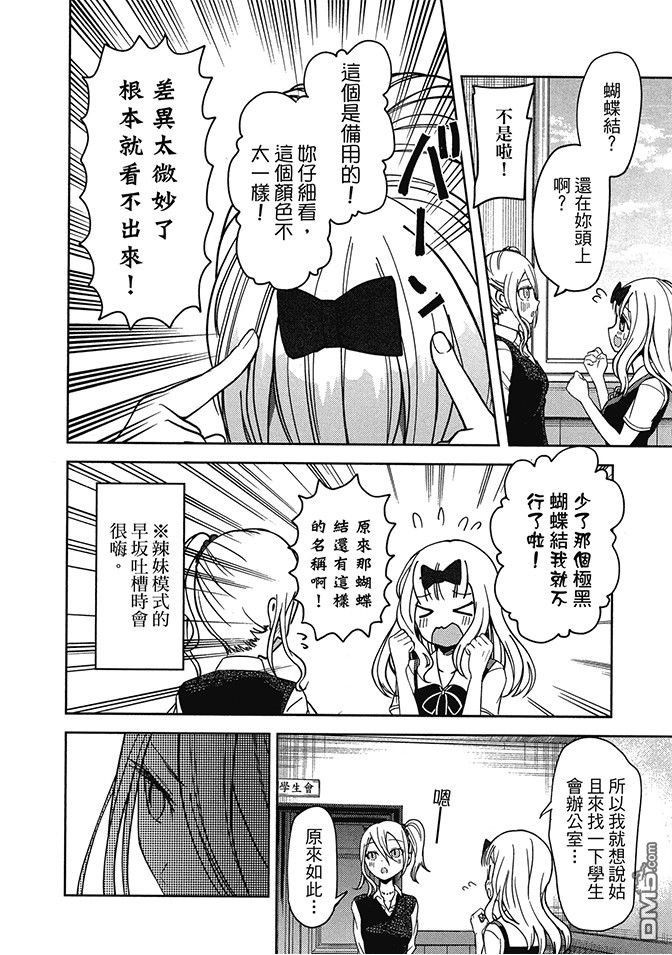 蝴蝶結？
還在妳頭上
啊？
不是啦！
這個是備用的！
妳仔細看，
這個顏色不
太一樣！
差異太微妙了
根本就看不出來！
少了那個極黑
蝴蝶結我就不
行了啦！
原來那蝴蝶
結還有這樣
的名稱啊！
※辣妹模式的
早坂吐槽時會
很嗨。
所以我就想說姑
且來找一下學生
會辦公室…
嗯—
原來如此…
學生會
DM5.com